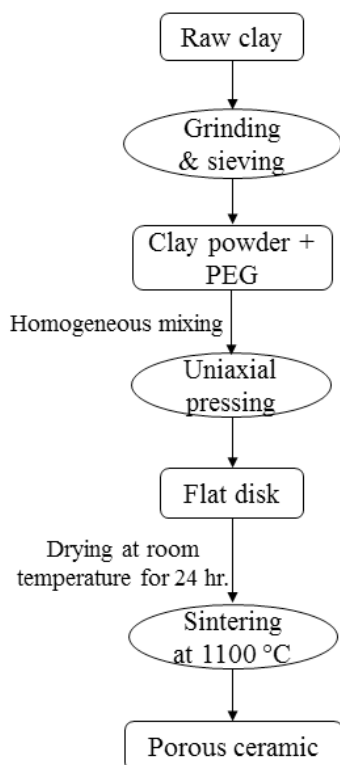 Raw clay
Grinding
& sieving
Clay powder +
PEG
Homogeneous mixing
Uniaxial
pressing
Flat disk
Drying at room
temperature for 24 hr.
Sintering
at 1100 °C
Porous ceramic